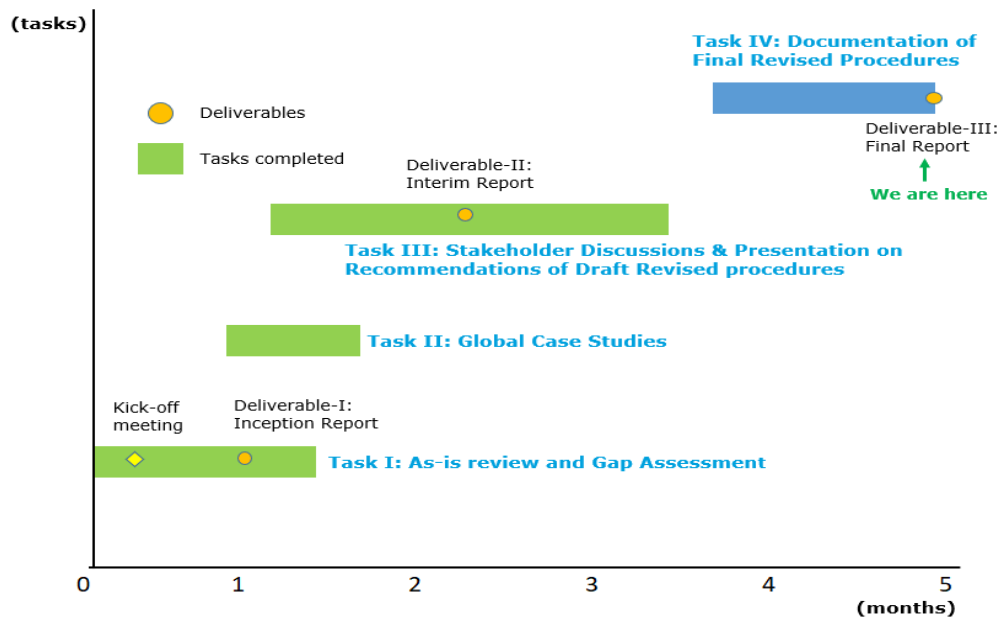 (tasks)
Task IV: Documentation of
Final Revised Procedures
Deliverables
Deliverable-III:
Final Report
Tasks completed
Deliverable-II:
Interim Report
We are here
Task III: Stakeholder Discussions & Presentation on
Recommendations of Draft Revised procedures
Task II: Global Case Studies
Kick-off
meeting
Deliverable-I:
Inception Report
Task I: As-is review and Gap Assessment
0 1 2 3 4 5
(months)